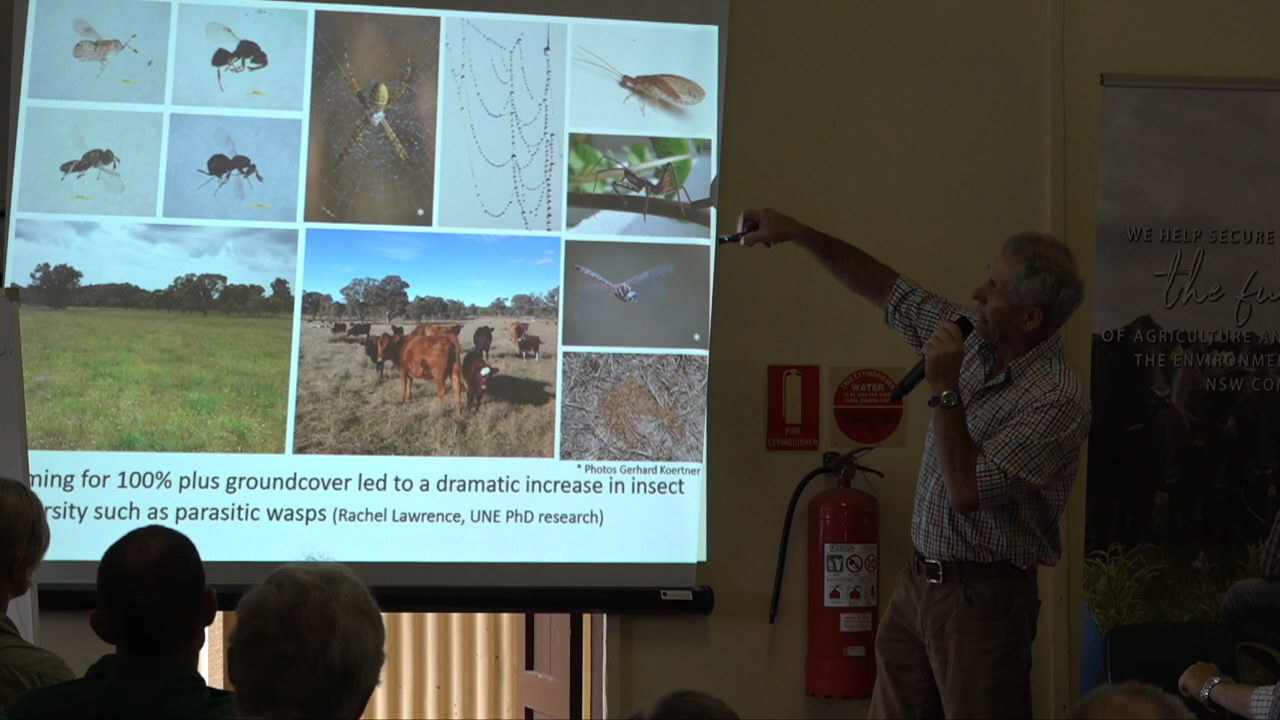 * Photos Gerhard Koertner
ming for 100% plus groundcover led to a dramatic increase in insect
rsity such as parasitic wasps (Rachel Lawrence, UNE PhD research)
WE HELP SECURE
the fu
OF AGRICULTURE AN
THE ENVIRONME
NSW CO
FIRE
EXTINGUISHER
THIS EXTINGUISHER
WATER